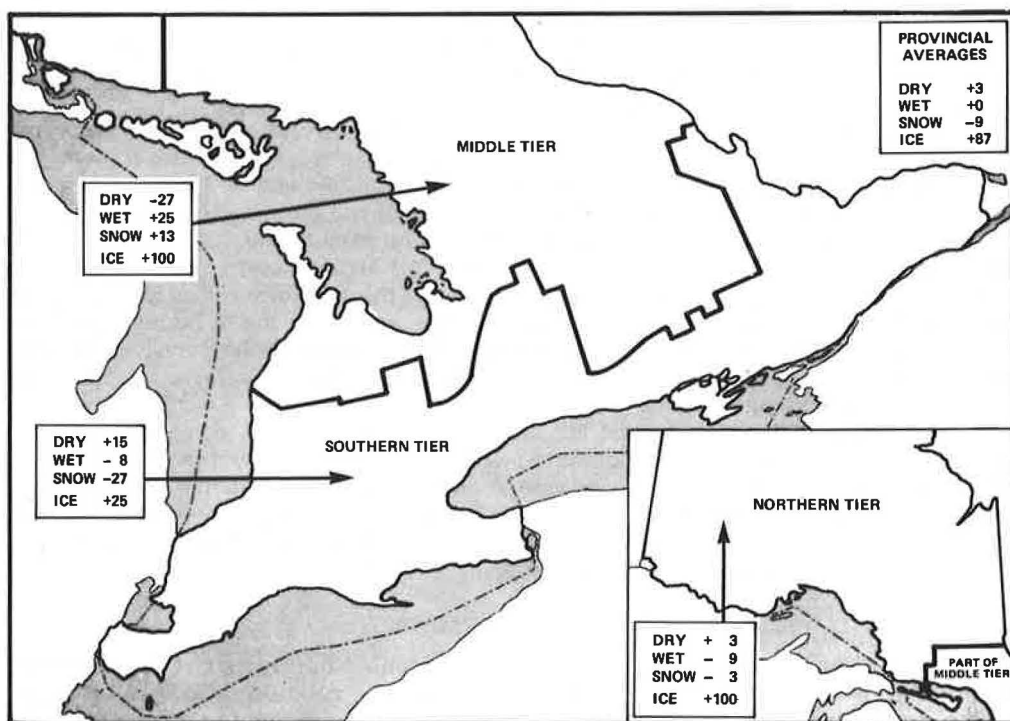 PROVINCIAL
AVERAGES
DRY +3
WET +0
SNOW -9
ICE +87
MIDDLE TIER
DRY -27
WET +25
SNOW +13
ICE +100
SOUTHERN TIER
DRY +15
WET - 8
SNOW -27
ICE +25
NORTHERN TIER
DRY + 3
WET - 9
SNOW - 3
ICE +100
PART OF
MIDDLE TIER